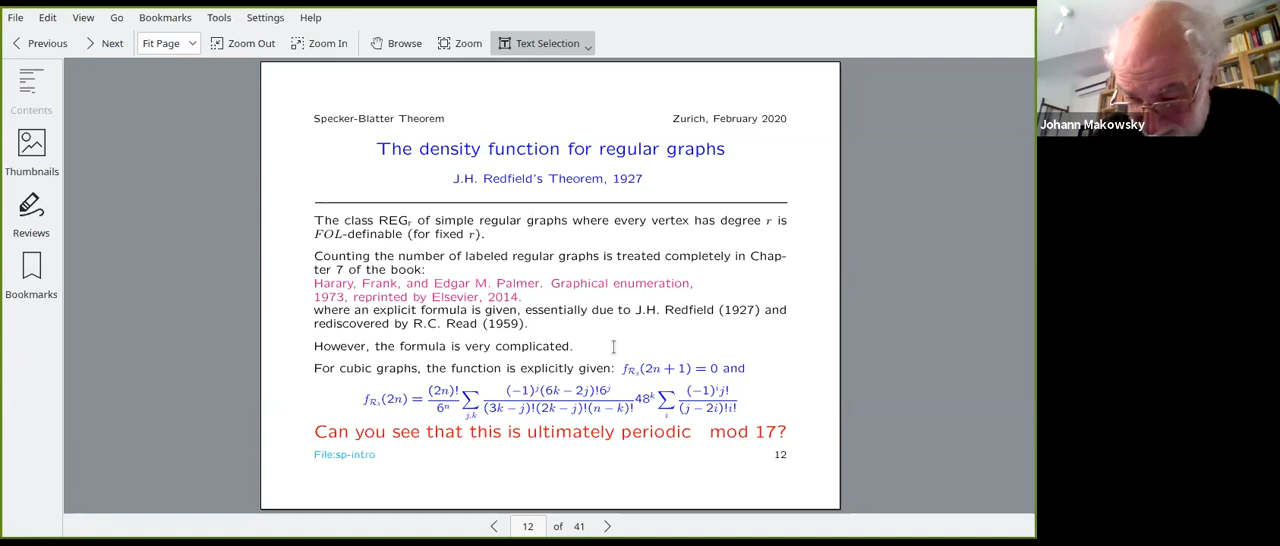 File Edit View Go Bookmarks Tools Settings Help
Previous Next Fit Page Zoom Out Zoom In Browse Zoom Text Selection
Contents
Thumbnails
Reviews
Bookmarks
Specker-Blatter Theorem Zurich, February 2020
The density function for regular graphs
J.H. Redfield's Theorem, 1927
The class REG_r of simple regular graphs where every vertex has degree r is
FOL-definable (for fixed r).
Counting the number of labeled regular graphs is treated completely in Chap-
ter 7 of the book:
Harary, Frank, and Edgar M. Palmer. Graphical enumeration,
1973, reprinted by Elsevier, 2014.
where an explicit formula is given, essentially due to J.H. Redfield (1927) and
rediscovered by R.C. Read (1959).
However, the formula is very complicated.
For cubic graphs, the function is explicitly given: f_{R_3}(2n + 1) = 0 and
f_{R_3}(2n) = \frac{(2n)!}{6^n} \sum_{j,k} \frac{(-1)^j(6k-2j)!6^j}{(3k-j)!(2k-j)!(n-k)!} 48^k \sum_i \frac{(-1)^i j!}{(j-2i)!i!}
Can you see that this is ultimately periodic mod 17?
File:sp-intro 12
12 of 41
Johann Makowsky